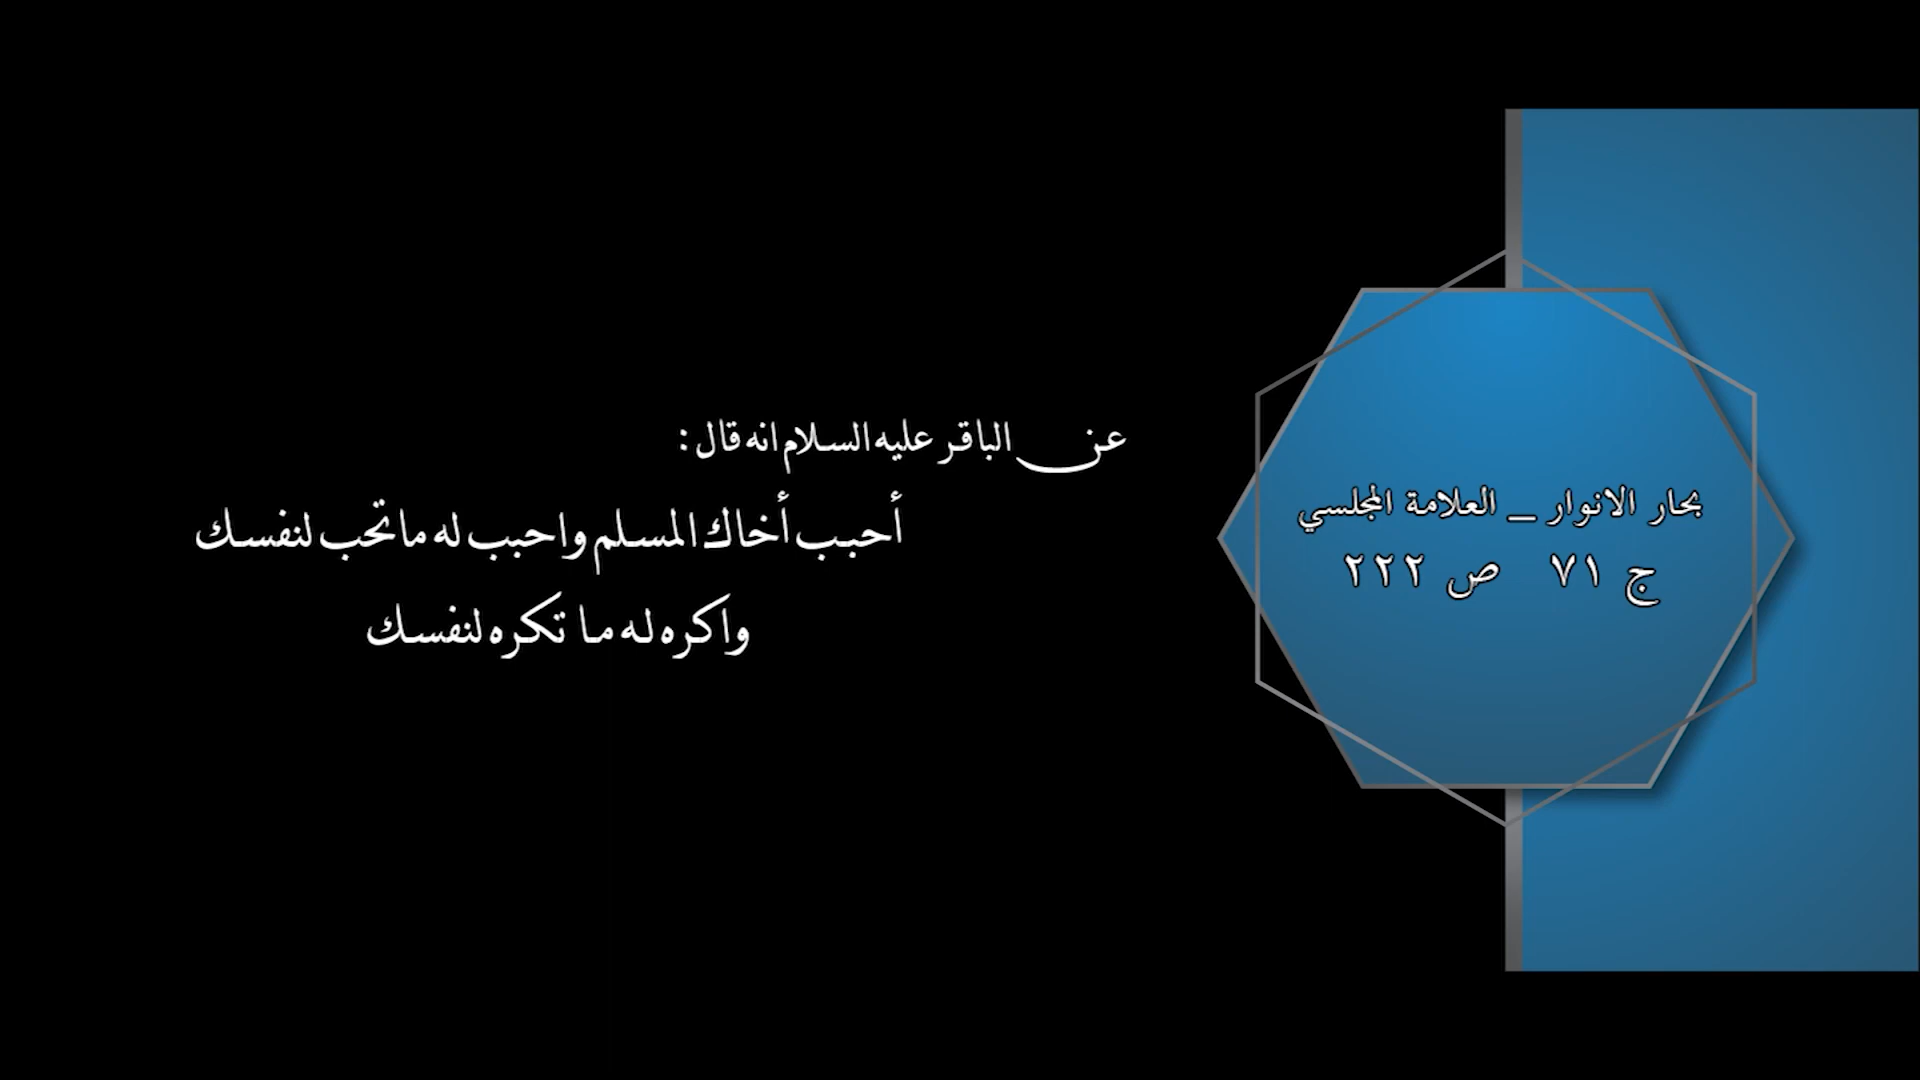 عن الباقر عليه السلام انه قال :
أحبب أخاك المسلم واحبب له ما تحب لنفسك
واكره له ما تكره لنفسك
بحار الانوار _ العلامة المجلسي
ج ٧١ ص ٢٢٢